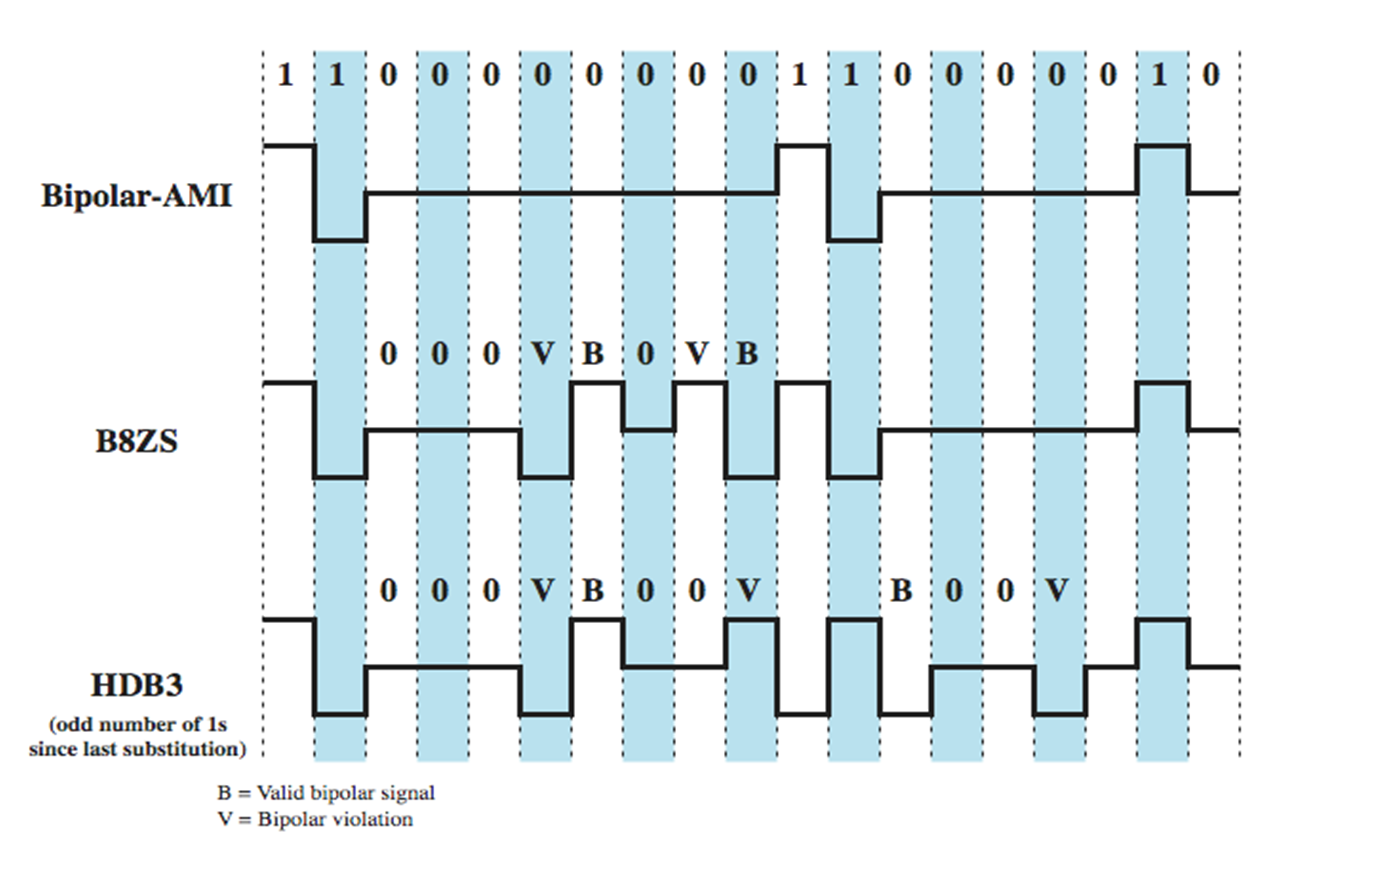 1 1 0 0 0 0 0 0 0 0 1 1 0 0 0 0 0 1 0
Bipolar-AMI
0 0 0 V B 0 V B
B8ZS
0 0 0 V B 0 0 V B 0 0 V
HDB3
(odd number of 1s
since last substitution)
B = Valid bipolar signal
V = Bipolar violation